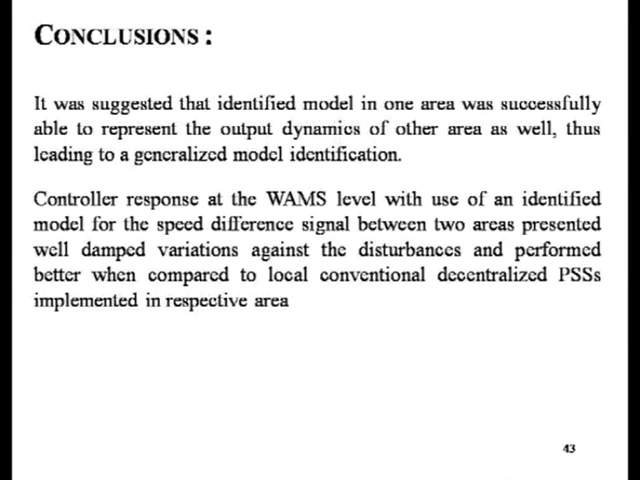 CONCLUSIONS :
It was suggested that identified model in one area was successfully
able to represent the output dynamics of other area as well, thus
leading to a generalized model identification.
Controller response at the WAMS level with use of an identified
model for the speed difference signal between two areas presented
well damped variations against the disturbances and performed
better when compared to local conventional decentralized PSSs
implemented in respective area
43